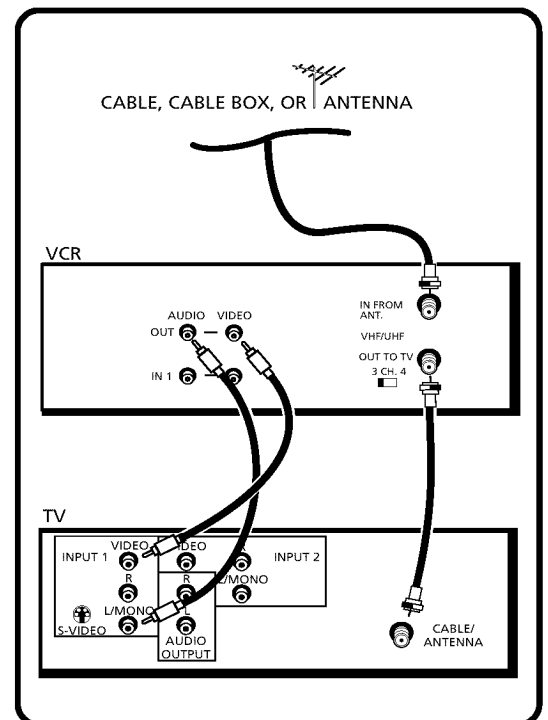 CABLE, CABLE BOX, OR ANTENNA
VCR
AUDIO VIDEO
OUT –
IN 1 –
IN FROM
ANT.
VHF/UHF
OUT TO TV
3 CH. 4
TV
INPUT 1
VIDEO
R
L/MONO
S-VIDEO
INPUT 2
R
L
AUDIO
OUTPUT
CABLE/
ANTENNA